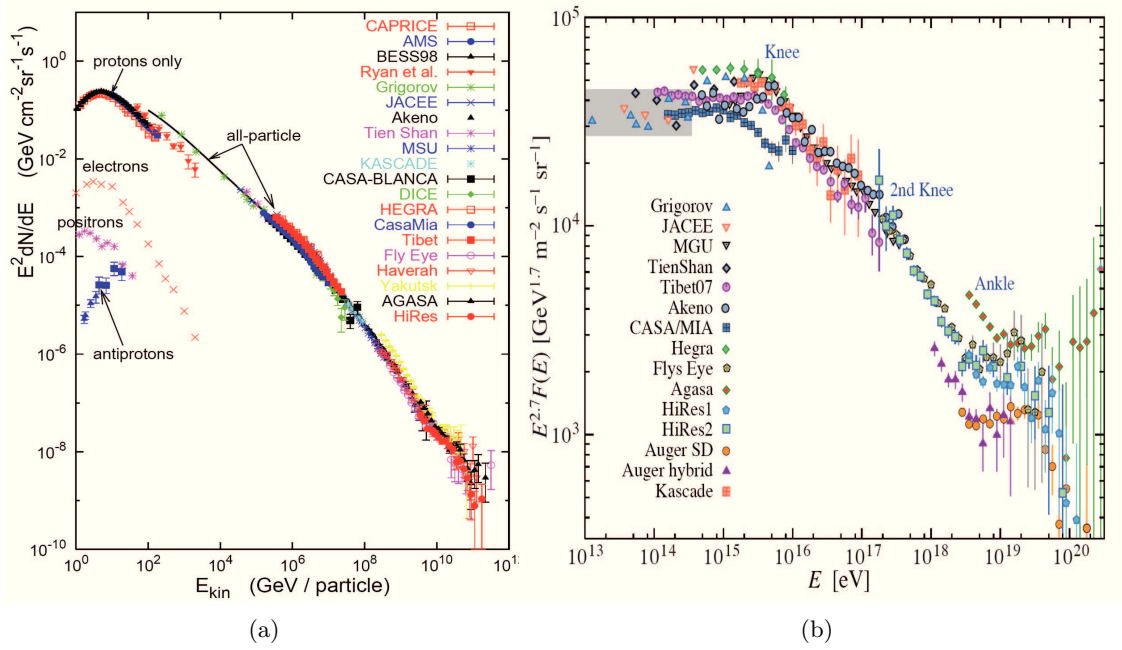 CAPRICE
AMS
BESS98
Ryan et al.
Grigorov
JACEE
Akeno
Tien Shan
MSU
KASCADE
CASA-BLANCA
DICE
HEGRA
CasaMia
Tibet
Fly Eye
Haverah
Yakutsk
AGASA
HiRes
protons only
all-particle
electrons
positrons
antiprotons
E²dN/dE (GeV cm⁻²sr⁻¹s⁻¹)
10⁰
10⁻²
10⁻⁴
10⁻⁶
10⁻⁸
10⁻¹⁰
10⁰ 10² 10⁴ 10⁶ 10⁸ 10¹⁰
E_kin (GeV / particle)
(a)
Knee
2nd Knee
Ankle
Grigorov
JACEE
MGU
TienShan
Tibet07
Akeno
CASA/MIA
Hegra
Flys Eye
Agasa
HiRes1
HiRes2
Auger SD
Auger hybrid
Kascade
E²·⁷F(E) [GeV¹·⁷ m⁻² s⁻¹ sr⁻¹]
10⁵
10⁴
10³
10¹³ 10¹⁴ 10¹⁵ 10¹⁶ 10¹⁷ 10¹⁸ 10¹⁹ 10²⁰
E [eV]
(b)